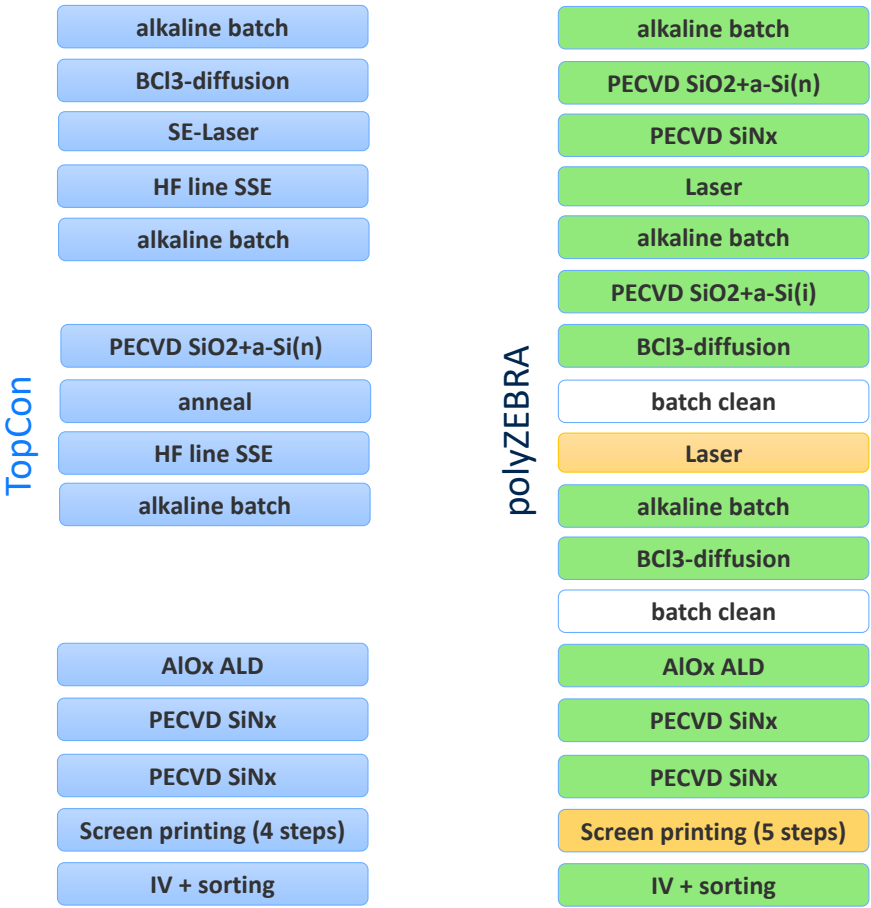 TopCon
alkaline batch
BCl3-diffusion
SE-Laser
HF line SSE
alkaline batch
PECVD SiO2+a-Si(n)
anneal
HF line SSE
alkaline batch
AlOx ALD
PECVD SiNx
PECVD SiNx
Screen printing (4 steps)
IV + sorting
polyZEBRA
alkaline batch
PECVD SiO2+a-Si(n)
PECVD SiNx
Laser
alkaline batch
PECVD SiO2+a-Si(i)
BCl3-diffusion
batch clean
Laser
alkaline batch
BCl3-diffusion
batch clean
AlOx ALD
PECVD SiNx
PECVD SiNx
Screen printing (5 steps)
IV + sorting